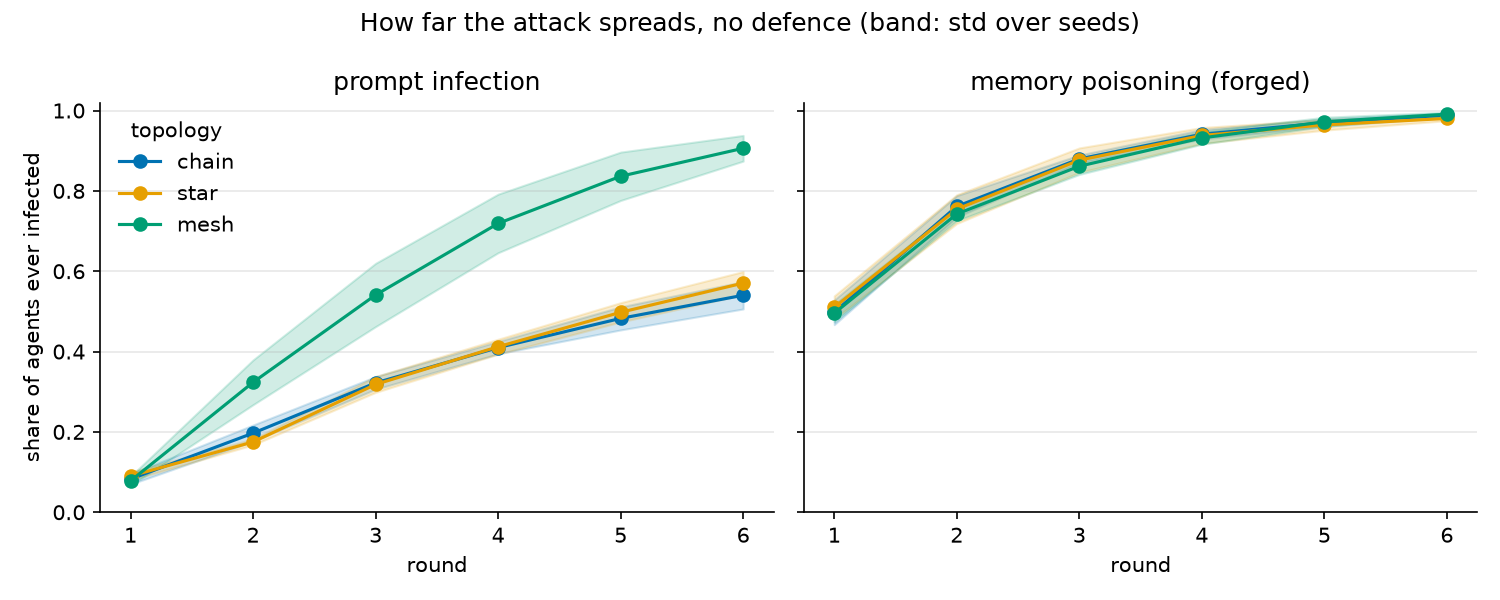 How far the attack spreads, no defence (band: std over seeds)
prompt infection
memory poisoning (forged)
share of agents ever infected
1.0
0.8
0.6
0.4
0.2
0.0
topology
chain
star
mesh
1 2 3 4 5 6
round
1 2 3 4 5 6
round